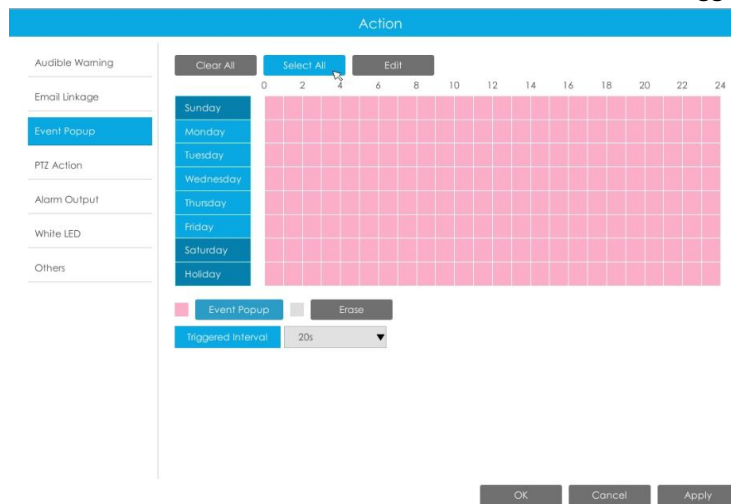 Action
Audible Warning
Email Linkage
Event Popup
PTZ Action
Alarm Output
White LED
Others
Clear All Select All Edit
0 2 4 6 8 10 12 14 16 18 20 22 24
Sunday
Monday
Tuesday
Wednesday
Thursday
Friday
Saturday
Holiday
Event Popup Erase
Triggered Interval 20s
OK Cancel Apply